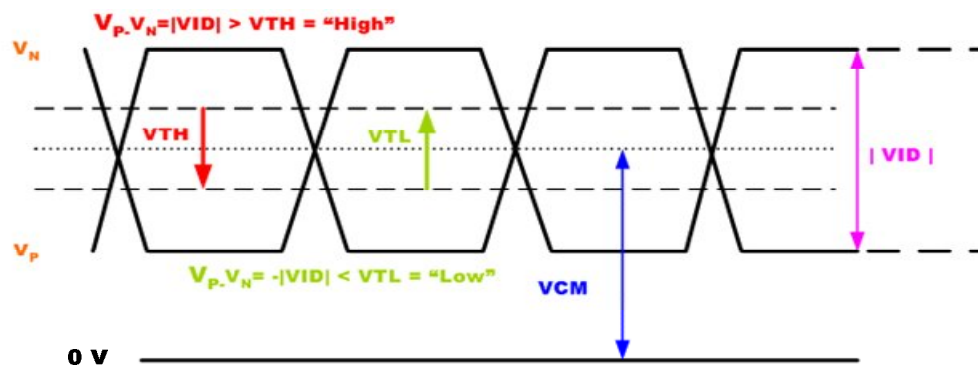 VP-VN=|VID| > VTH = “High”
VN
VTH
VTL
| VID |
VP
VP-VN= -|VID| < VTL = “Low”
VCM
0 V